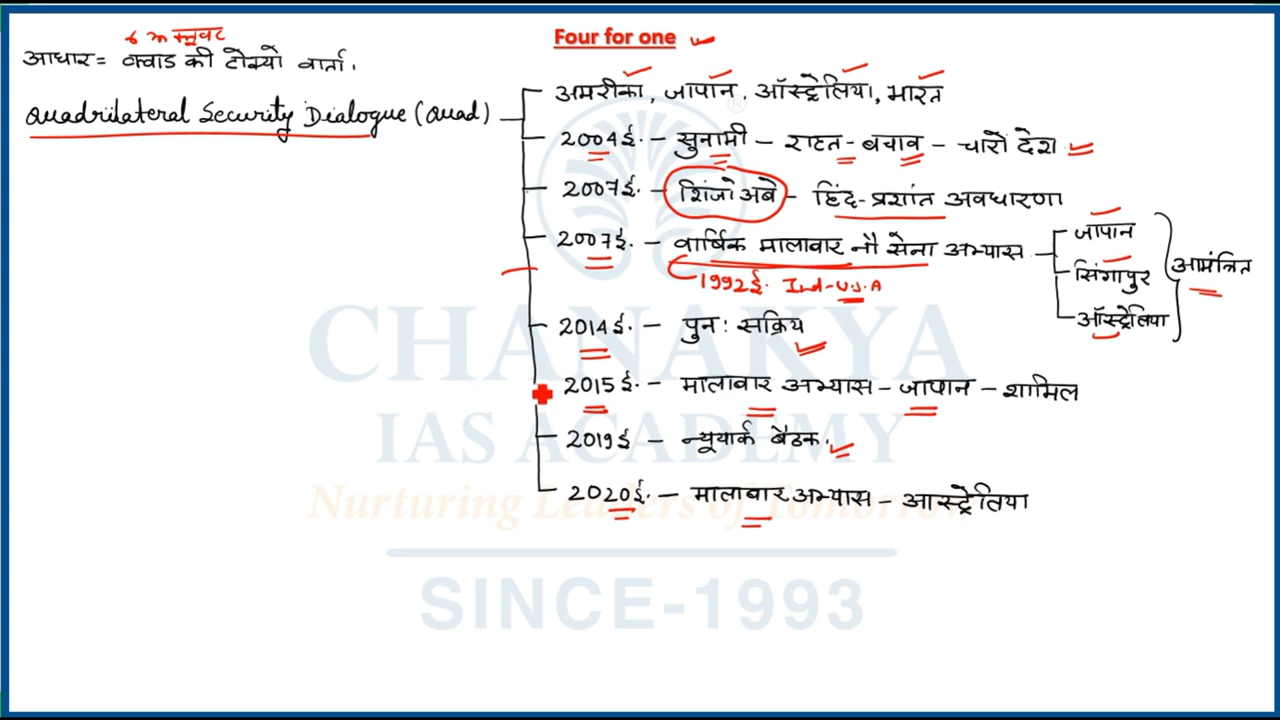 Four for one
6 अक्तूबर
आधार = क्वाड की टोक्यो वार्ता।
Quadrilateral Security Dialogue (Quad)
अमरीका, जापान, ऑस्ट्रेलिया, भारत
2004ई. – सुनामी – राहत-बचाव – चारो देश
2007ई. – शिंजो अबे – हिंद-प्रशांत अवधारणा
2007ई. – वार्षिक मालावार नौ सेना अभ्यास
जापान
सिंगापुर
ऑस्ट्रेलिया
आमंत्रित
1992ई. Ind-U.S.A
2014ई. – पुन: सक्रिय
2015ई. – मालावार अभ्यास – जापान – शामिल
2019ई – न्यूयार्क बैठक.
2020ई. – मालावार अभ्यास – आस्ट्रेलिया
CHANAKYA
IAS ACADEMY
Nurturing Leaders of Tomorrow
SINCE-1993